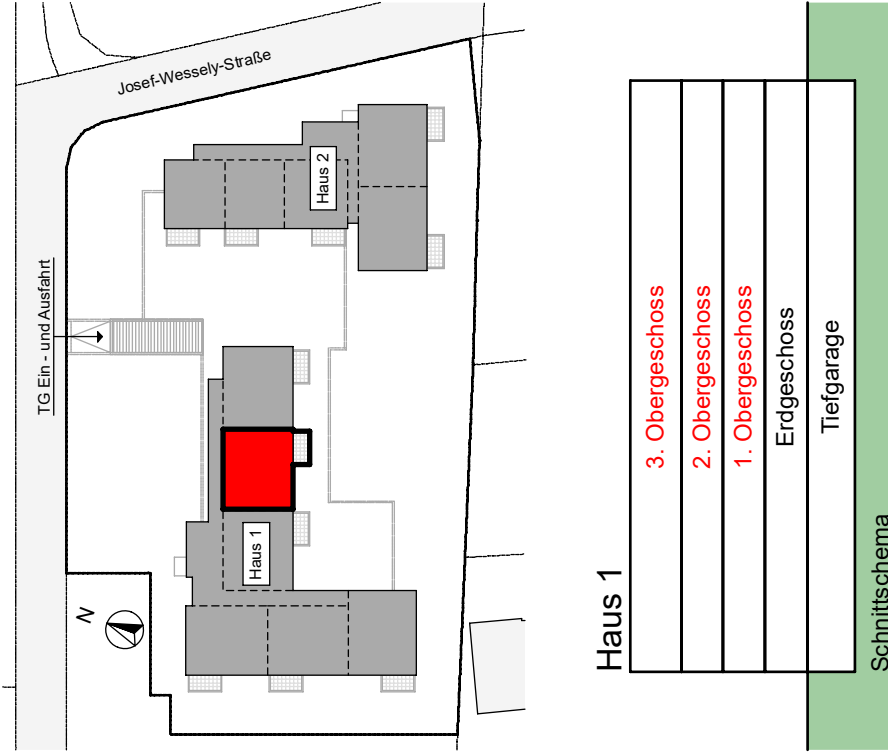 Josef-Wessely-Straße
Haus 2
TG Ein - und Ausfahrt
Haus 1
N
Haus 1
3. Obergeschoss
2. Obergeschoss
1. Obergeschoss
Erdgeschoss
Tiefgarage
Schnittschema